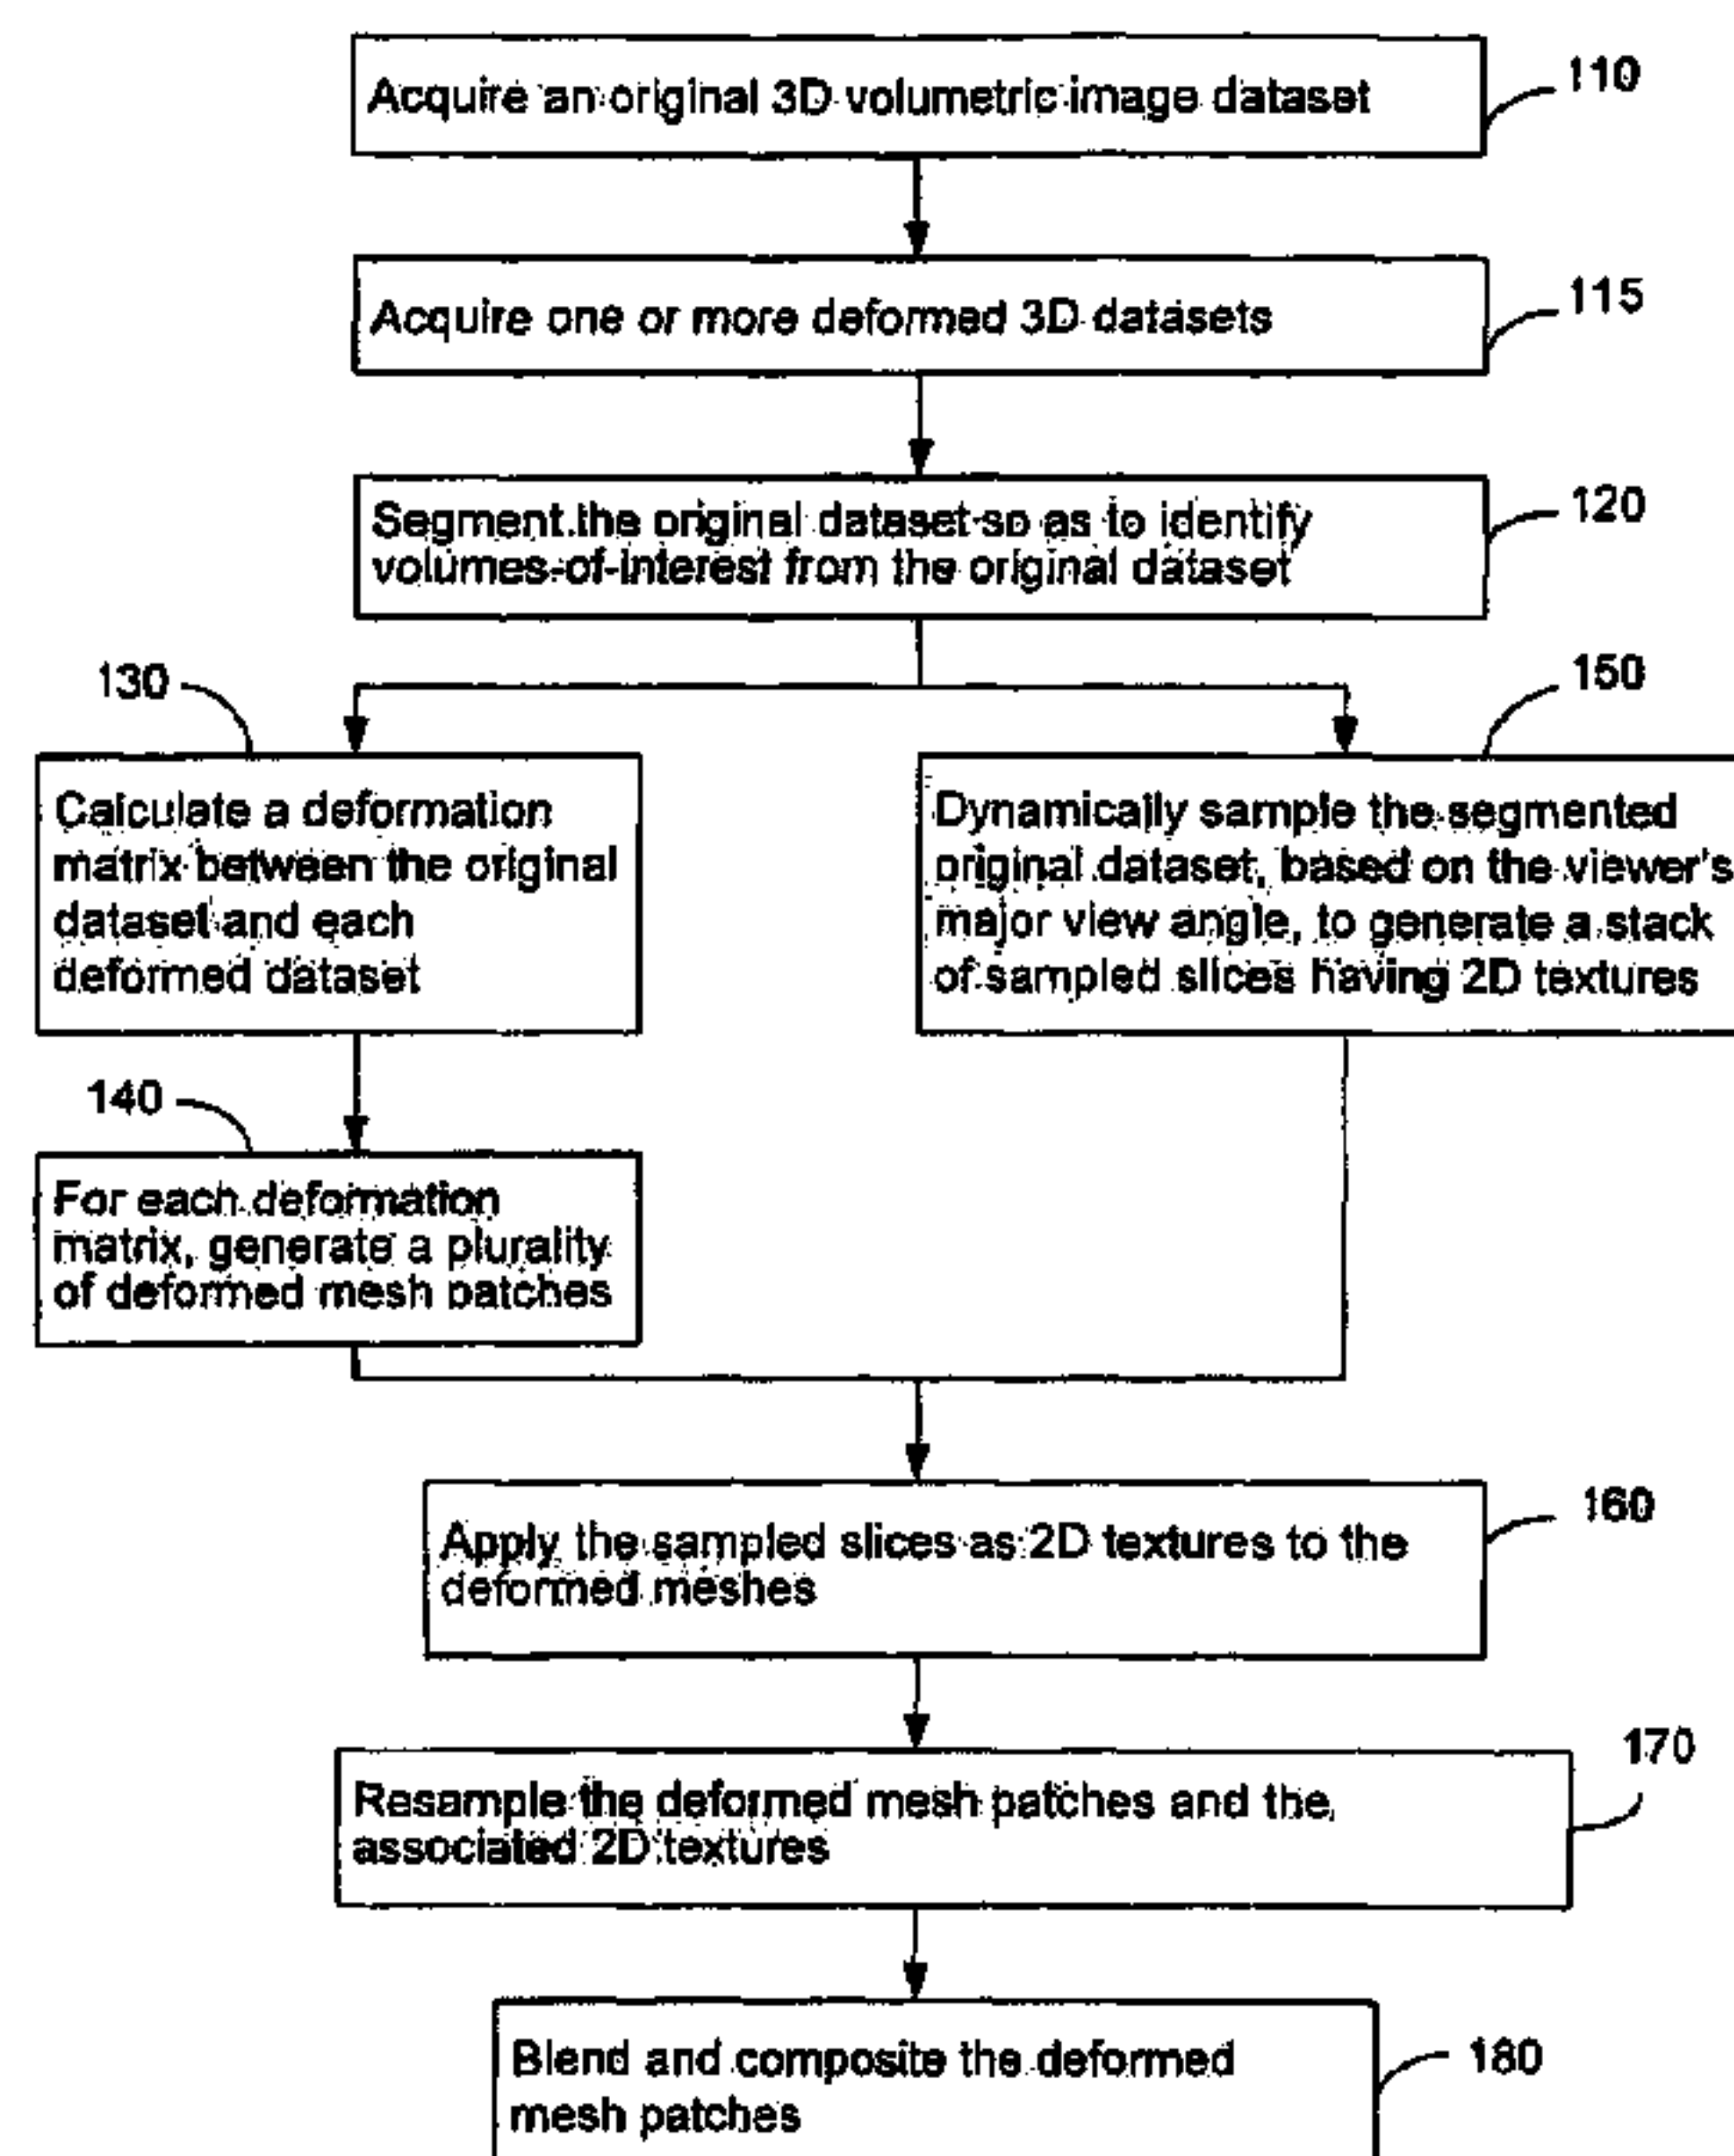 Acquire an original 3D volumetric image dataset
110
Acquire one or more deformed 3D datasets
115
Segment the original dataset so as to identify
volumes-of-interest from the original dataset
120
130
Calculate a deformation
matrix between the original
dataset and each
deformed dataset
150
Dynamically sample the segmented
original dataset, based on the viewer's
major view angle, to generate a stack
of sampled slices having 2D textures
140
For each deformation
matrix, generate a plurality
of deformed mesh patches
Apply the sampled slices as 2D textures to the
deformed meshes
160
Resample the deformed mesh patches and the
associated 2D textures
170
Blend and composite the deformed
mesh patches
180